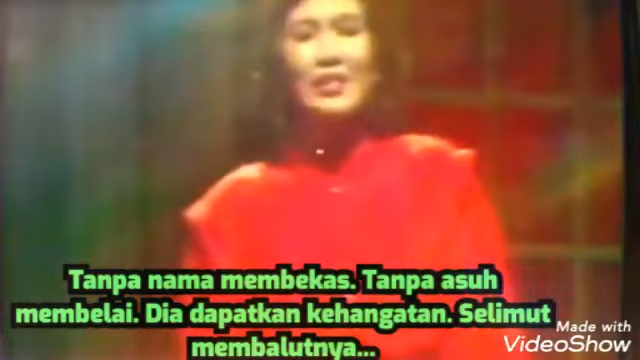 Tanpa nama membekas. Tanpa asuh
membelai. Dia dapatkan kehangatan. Selimut
membalutnya...
Made with
VideoShow